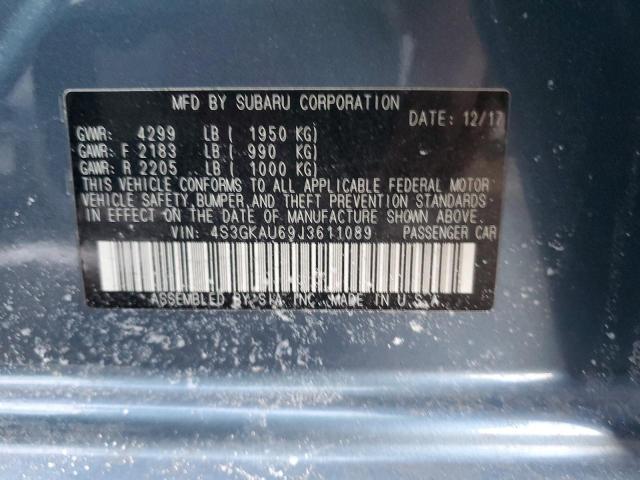 MFD BY SUBARU CORPORATION
DATE: 12/17
GVWR: 4299 LB ( 1950 KG)
GAWR: F 2183 LB ( 990 KG)
GAWR: R 2205 LB ( 1000 KG)
THIS VEHICLE CONFORMS TO ALL APPLICABLE FEDERAL MOTOR
VEHICLE SAFETY,BUMPER,AND THEFT PREVENTION STANDARDS
IN EFFECT ON THE DATE OF MANUFACTURE SHOWN ABOVE.
VIN: 4S3GKAU69J3611089 PASSENGER CAR
ASSEMBLED BY SIA INC. MADE IN U.S.A